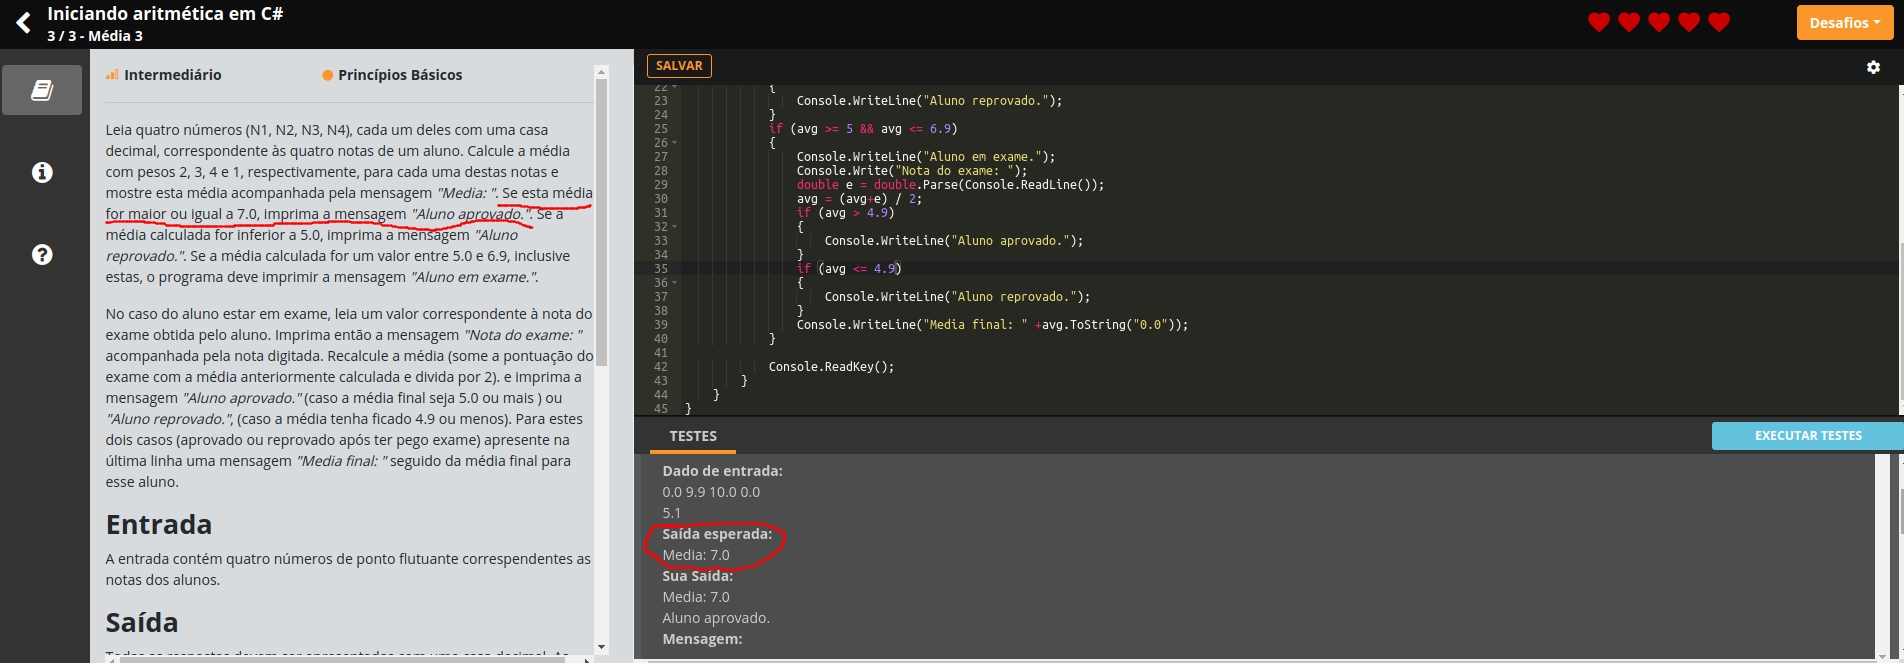 Iniciando aritmética em C#
3 / 3 - Média 3
Desafios
Intermediário
Princípios Básicos
Leia quatro números (N1, N2, N3, N4), cada um deles com uma casa
decimal, correspondente às quatro notas de um aluno. Calcule a média
com pesos 2, 3, 4 e 1, respectivamente, para cada uma destas notas e
mostre esta média acompanhada pela mensagem "Media: ". Se esta média
for maior ou igual a 7.0, imprima a mensagem "Aluno aprovado.". Se a
média calculada for inferior a 5.0, imprima a mensagem "Aluno
reprovado.". Se a média calculada for um valor entre 5.0 e 6.9, inclusive
estas, o programa deve imprimir a mensagem "Aluno em exame.".
No caso do aluno estar em exame, leia um valor correspondente à nota do
exame obtida pelo aluno. Imprima então a mensagem "Nota do exame: "
acompanhada pela nota digitada. Recalcule a média (some a pontuação do
exame com a média anteriormente calculada e divida por 2). e imprima a
mensagem "Aluno aprovado." (caso a média final seja 5.0 ou mais ) ou
"Aluno reprovado.", (caso a média tenha ficado 4.9 ou menos). Para estes
dois casos (aprovado ou reprovado após ter pego exame) apresente na
última linha uma mensagem "Media final: " seguido da média final para
esse aluno.
Entrada
A entrada contém quatro números de ponto flutuante correspendentes as
notas dos alunos.
Saída
SALVAR
22 {
23 Console.WriteLine("Aluno reprovado.");
24 }
25 if (avg >= 5 && avg <= 6.9)
26 {
27 Console.WriteLine("Aluno em exame.");
28 Console.Write("Nota do exame: ");
29 double e = double.Parse(Console.ReadLine());
30 avg = (avg+e) / 2;
31 if (avg > 4.9)
32 {
33 Console.WriteLine("Aluno aprovado.");
34 }
35 if (avg <= 4.9)
36 {
37 Console.WriteLine("Aluno reprovado.");
38 }
39 Console.WriteLine("Media final: " +avg.ToString("0.0"));
40 }
41
42 Console.ReadKey();
43 }
44 }
45 }
TESTES
EXECUTAR TESTES
Dado de entrada:
0.0 9.9 10.0 0.0
5.1
Saída esperada:
Media: 7.0
Sua Saída:
Media: 7.0
Aluno aprovado.
Mensagem: